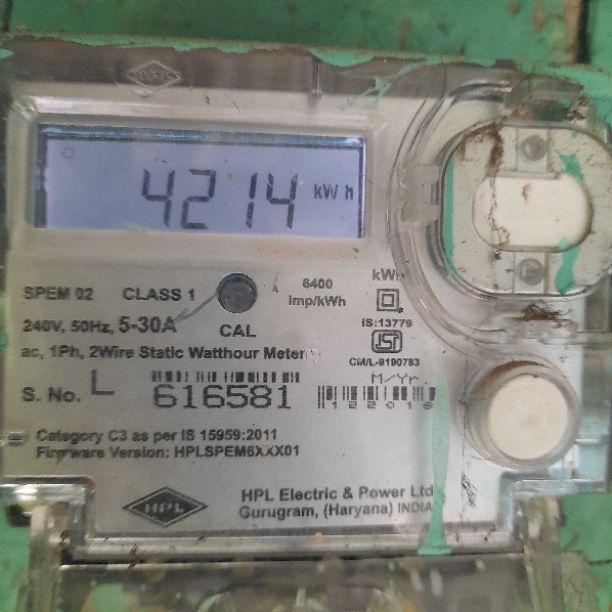 4214 kWh
SPEM 02 CLASS 1 6400 kWh
imp/kWh
240V, 50Hz, 5-30A CAL IS:13779
ac, 1Ph, 2Wire Static Watthour Meter
CM/L-9190783
M/Yr.
S. No. L 616581 122016
Category C3 as per IS 15959:2011
Firmware Version: HPLSPEM6XXX01
HPL HPL Electric & Power Ltd
Gurugram, (Haryana) INDIA